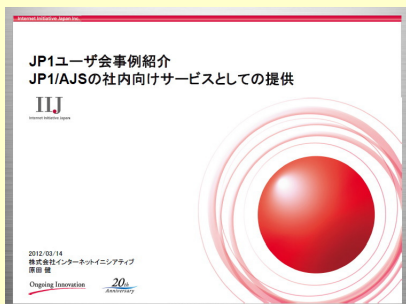 Internet Initiative Japan Inc.
JP1ユーザ会事例紹介
JP1/AJSの社内向けサービスとしての提供
IIJ
Internet Initiative Japan
2012/03/14
株式会社インターネットイニシアティブ
原田 健
Ongoing Innovation
20th
Anniversary